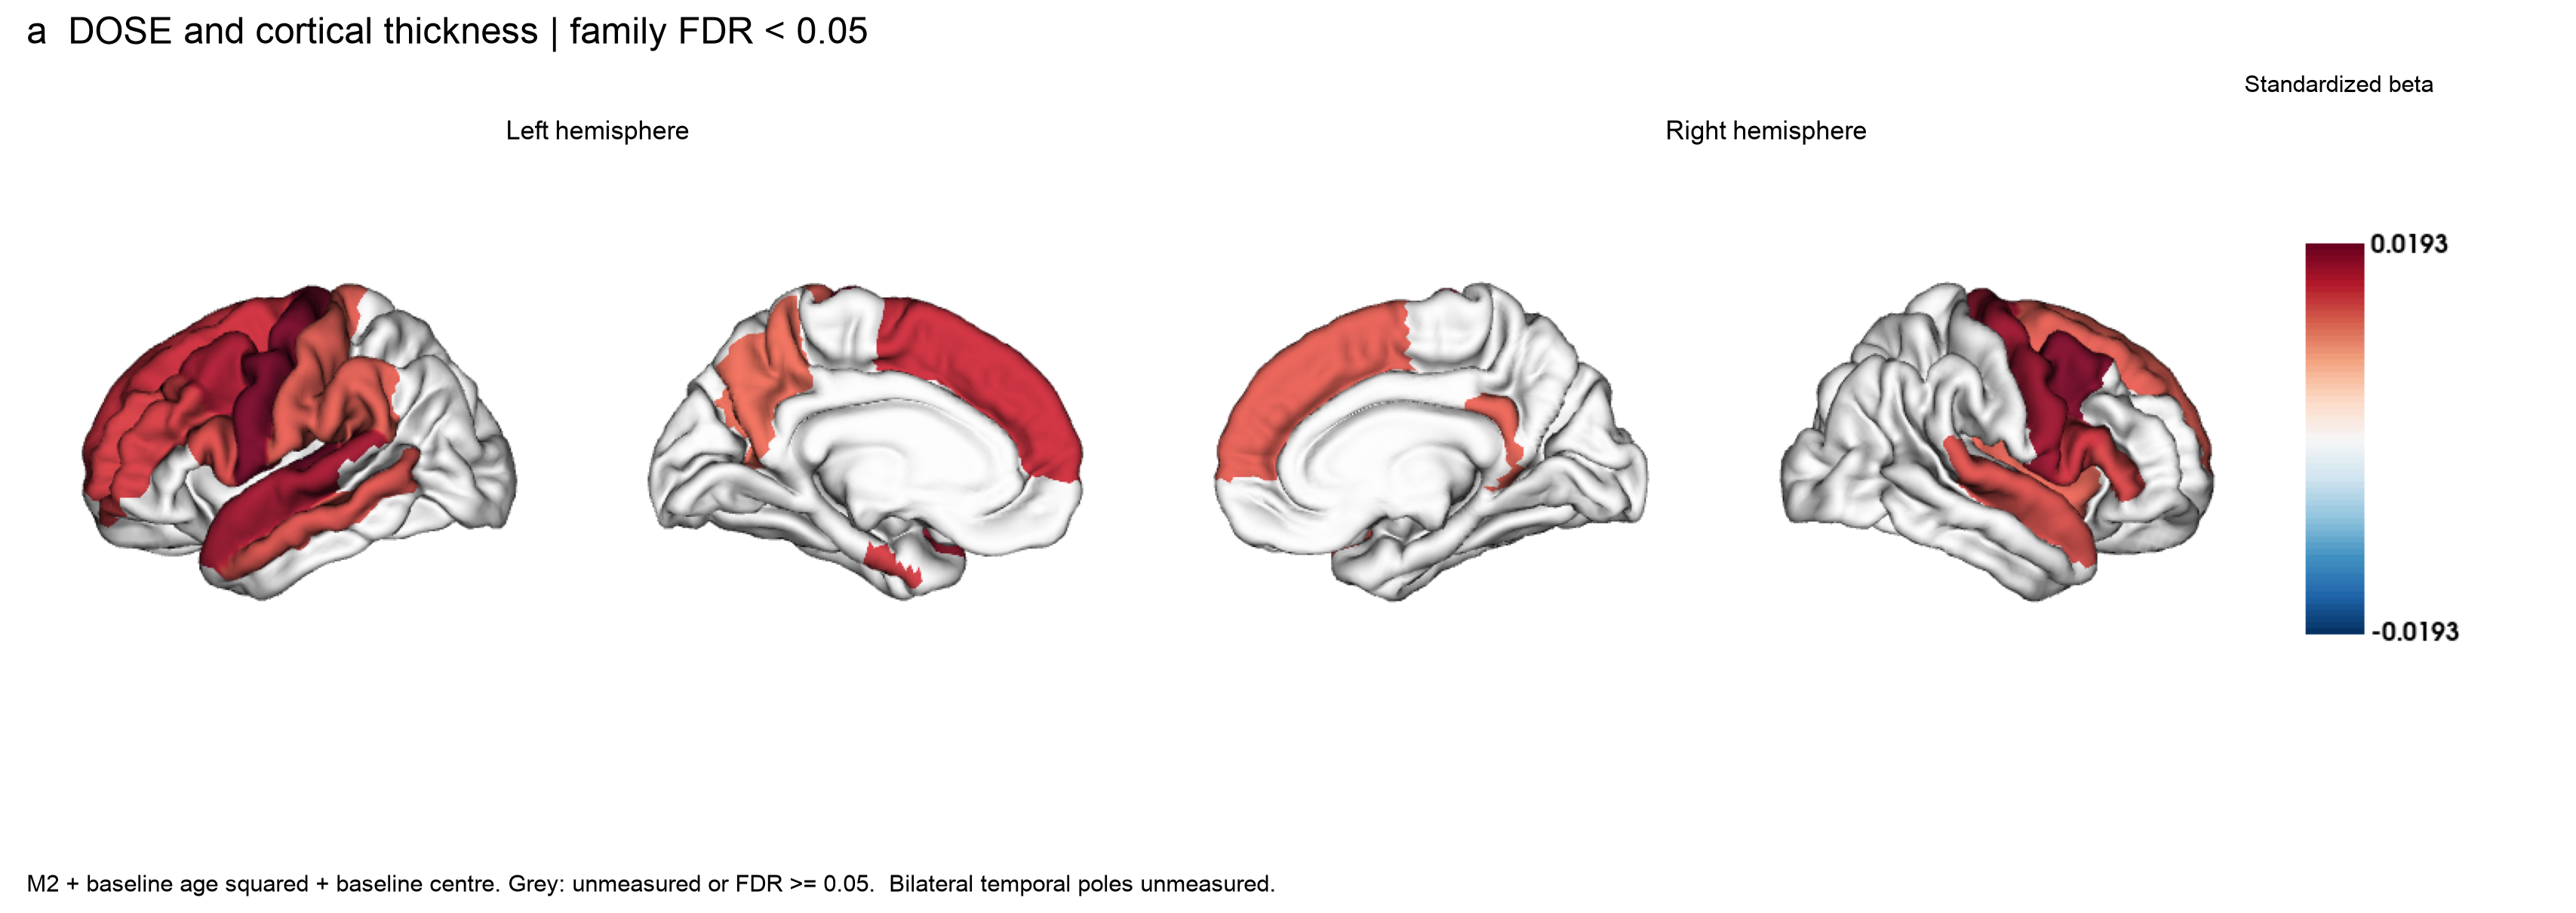 a DOSE and cortical thickness | family FDR < 0.05
Standardized beta
Left hemisphere
Right hemisphere
0.0193
-0.0193
M2 + baseline age squared + baseline centre. Grey: unmeasured or FDR >= 0.05. Bilateral temporal poles unmeasured.